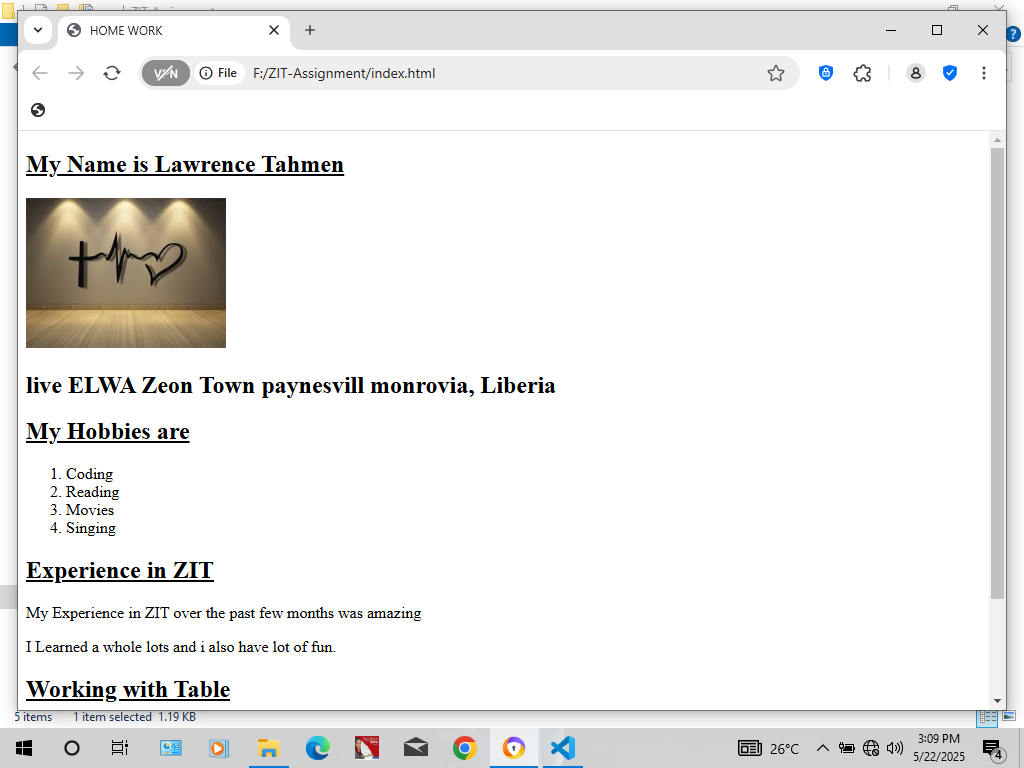 HOME WORK
VPN
File
F:/ZIT-Assignment/index.html
My Name is Lawrence Tahmen
live ELWA Zeon Town paynesvill monrovia, Liberia
My Hobbies are
1. Coding
2. Reading
3. Movies
4. Singing
Experience in ZIT
My Experience in ZIT over the past few months was amazing
I Learned a whole lots and i also have lot of fun.
Working with Table
5 items 1 item selected 1.19 KB
26°C
3:09 PM
5/22/2025
4